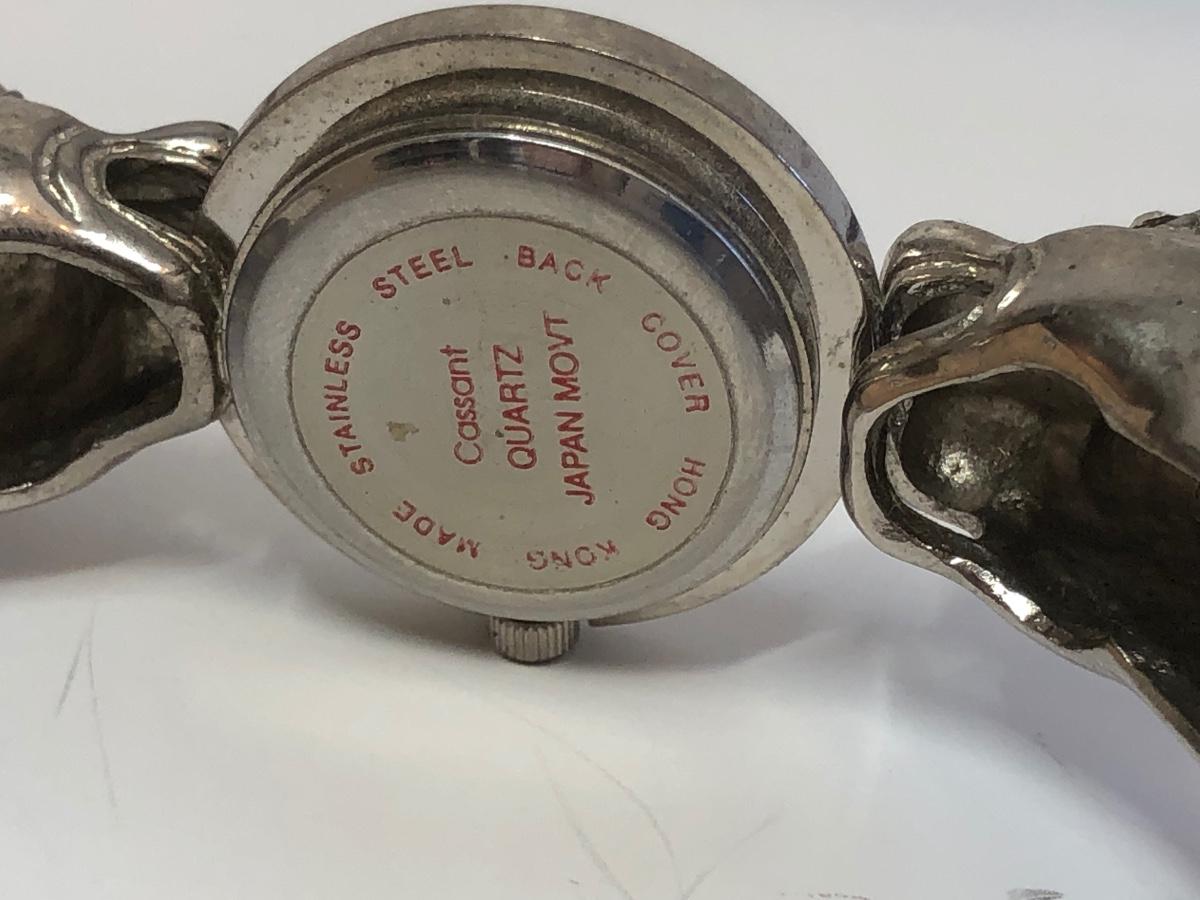 STAINLESS STEEL BACK COVER HONG KONG MADE
Cassant
QUARTZ
JAPAN MOVT